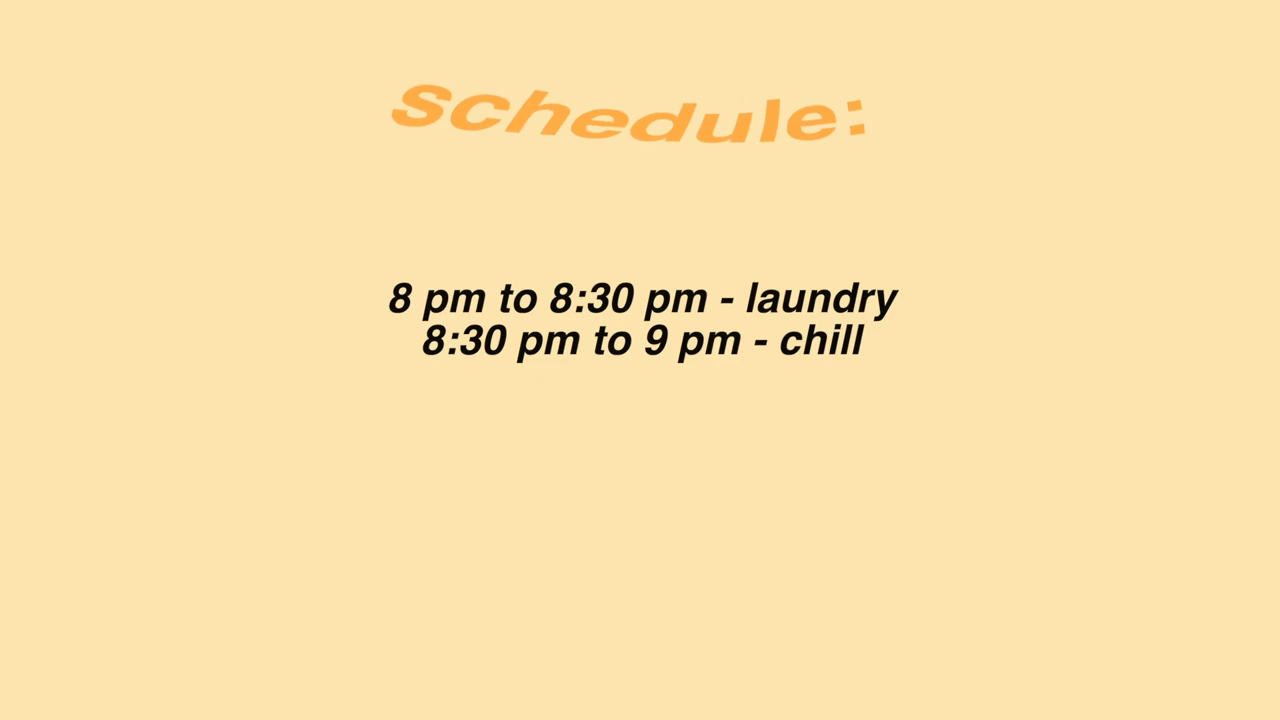 schedule:
8 pm to 8:30 pm - laundry
8:30 pm to 9 pm - chill